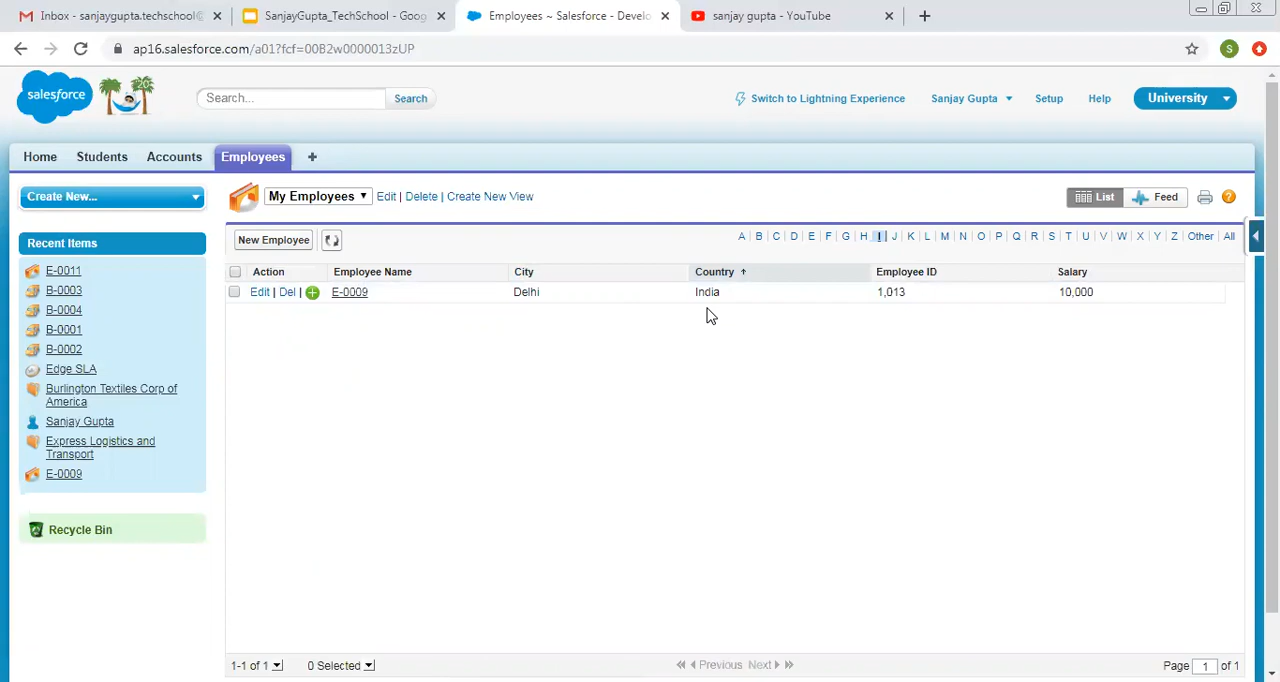 Inbox - sanjaygupta.techschool@
SanjayGupta_TechSchool - Goog
Employees ~ Salesforce - Develo
sanjay gupta - YouTube
ap16.salesforce.com/a01?fcf=00B2w0000013zUP
S
salesforce
Search...
Search
Switch to Lightning Experience
Sanjay Gupta
Setup
Help
University
Home
Students
Accounts
Employees
Create New...
Recent Items
E-0011
B-0003
B-0004
B-0001
B-0002
Edge SLA
Burlington Textiles Corp of
America
Sanjay Gupta
Express Logistics and
Transport
E-0009
Recycle Bin
My Employees
Edit | Delete | Create New View
List
Feed
New Employee
A | B | C | D | E | F | G | H | I | J | K | L | M | N | O | P | Q | R | S | T | U | V | W | X | Y | Z | Other | All
Action Employee Name City Country Employee ID Salary
Edit | Del | E-0009 Delhi India 1,013 10,000
1-1 of 1
0 Selected
Previous Next
Page 1 of 1